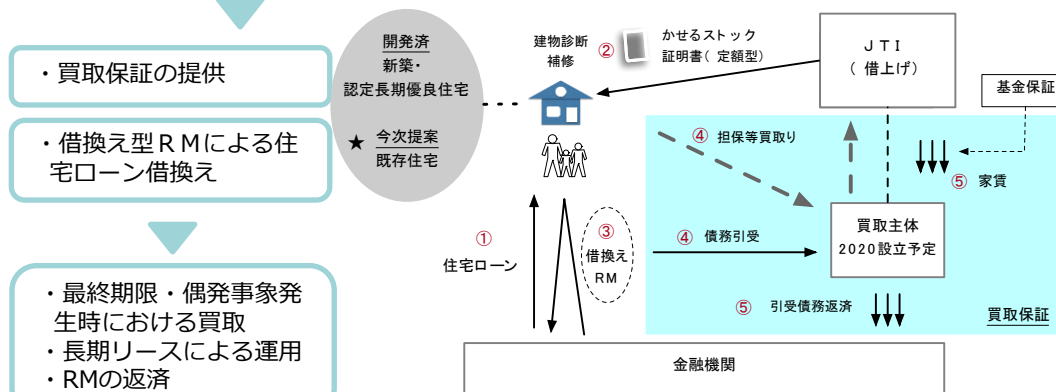 ・買取保証の提供
・借換え型ＲＭによる住
宅ローン借換え
・最終期限・偶発事象発
生時における買取
・長期リースによる運用
・RMの返済
開発済
新築・
認定長期優良住宅
★ 今次提案
既存住宅
建物診断
補修
②
かせるストック
証明書( 定額型)
ＪＴＩ
( 借上げ)
基金保証
④ 担保等買取り
⑤ 家賃
①
住宅ローン
③
借換え
RM
④ 債務引受
買取主体
2020設立予定
⑤ 引受債務返済
買取保証
金融機関